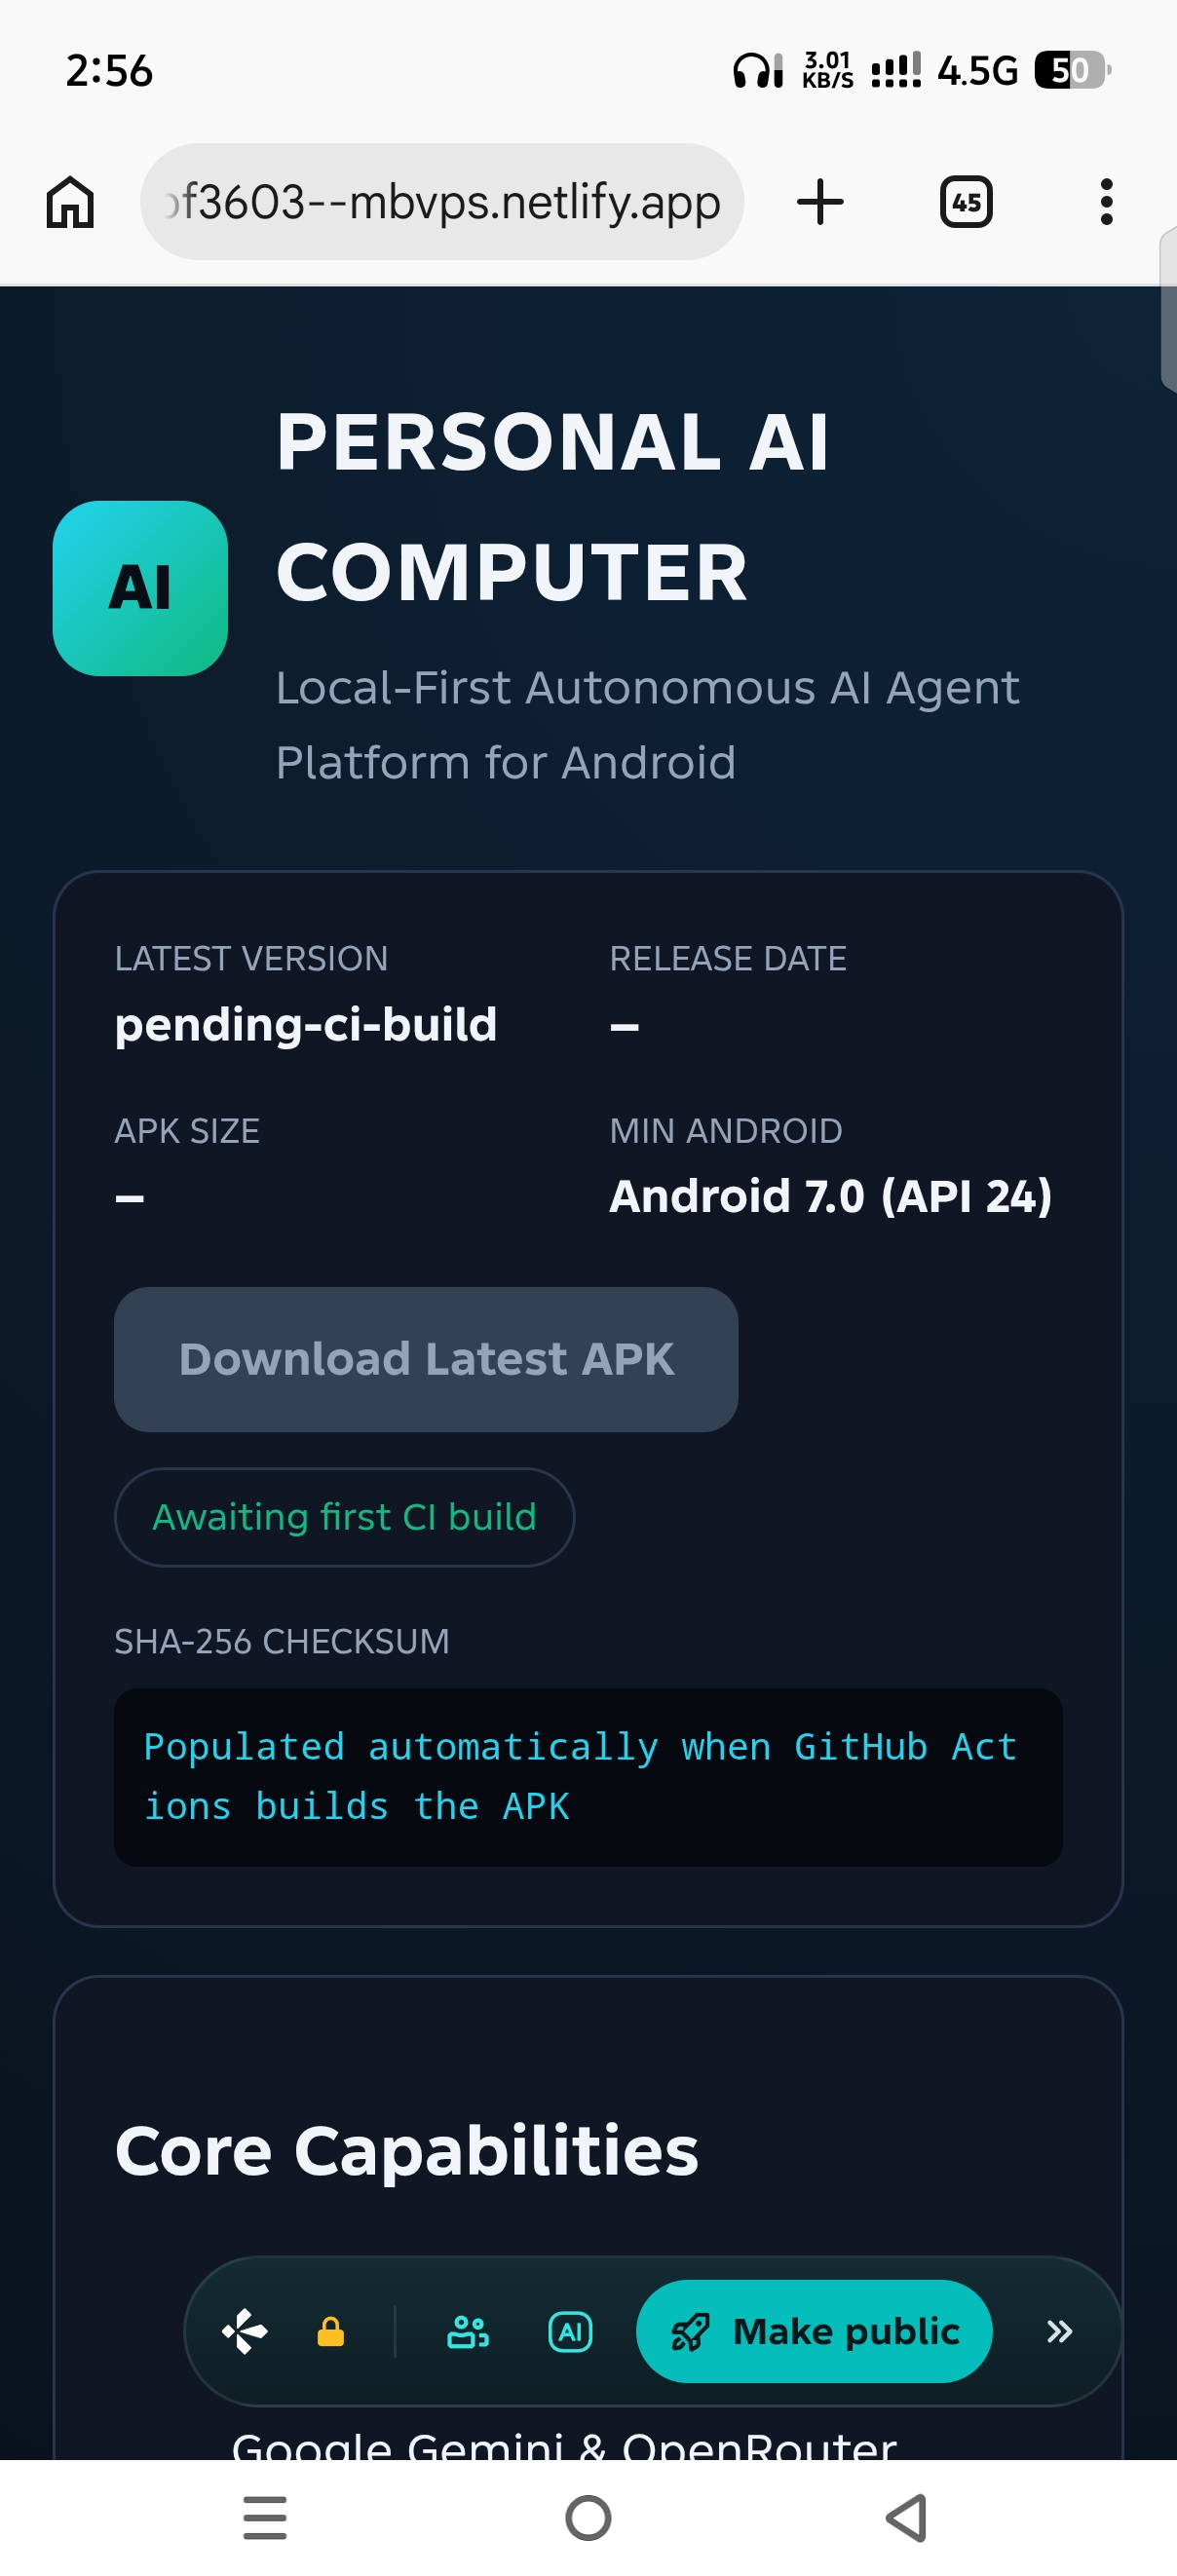 2:56
3.01
KB/S
4.5G
50
f3603--mbvps.netlify.app
45
PERSONAL AI
COMPUTER
AI
Local-First Autonomous AI Agent
Platform for Android
LATEST VERSION
RELEASE DATE
pending-ci-build
–
APK SIZE
MIN ANDROID
–
Android 7.0 (API 24)
Download Latest APK
Awaiting first CI build
SHA-256 CHECKSUM
Populated automatically when GitHub Act
ions builds the APK
Core Capabilities
AI
Make public
Google Gemini & OpenRouter